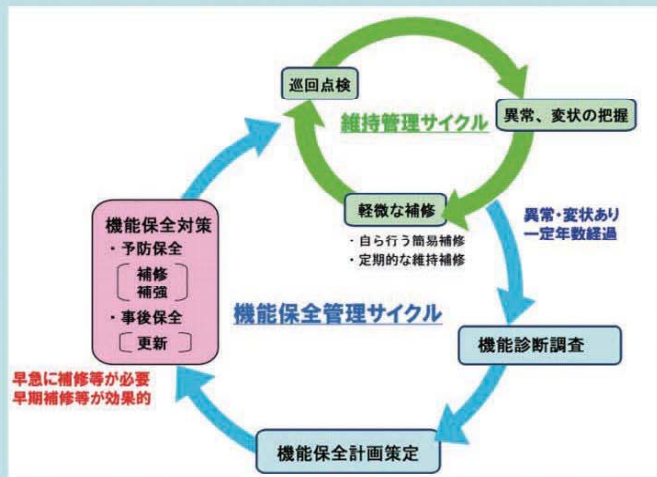 巡回点検
維持管理サイクル
異常、変状の把握
軽微な補修
・自ら行う簡易補修
・定期的な維持補修
異常・変状あり
一定年数経過
機能保全対策
・予防保全
補修
補強
・事後保全
更新
機能保全管理サイクル
機能診断調査
早急に補修等が必要
早期補修等が効果的
機能保全計画策定